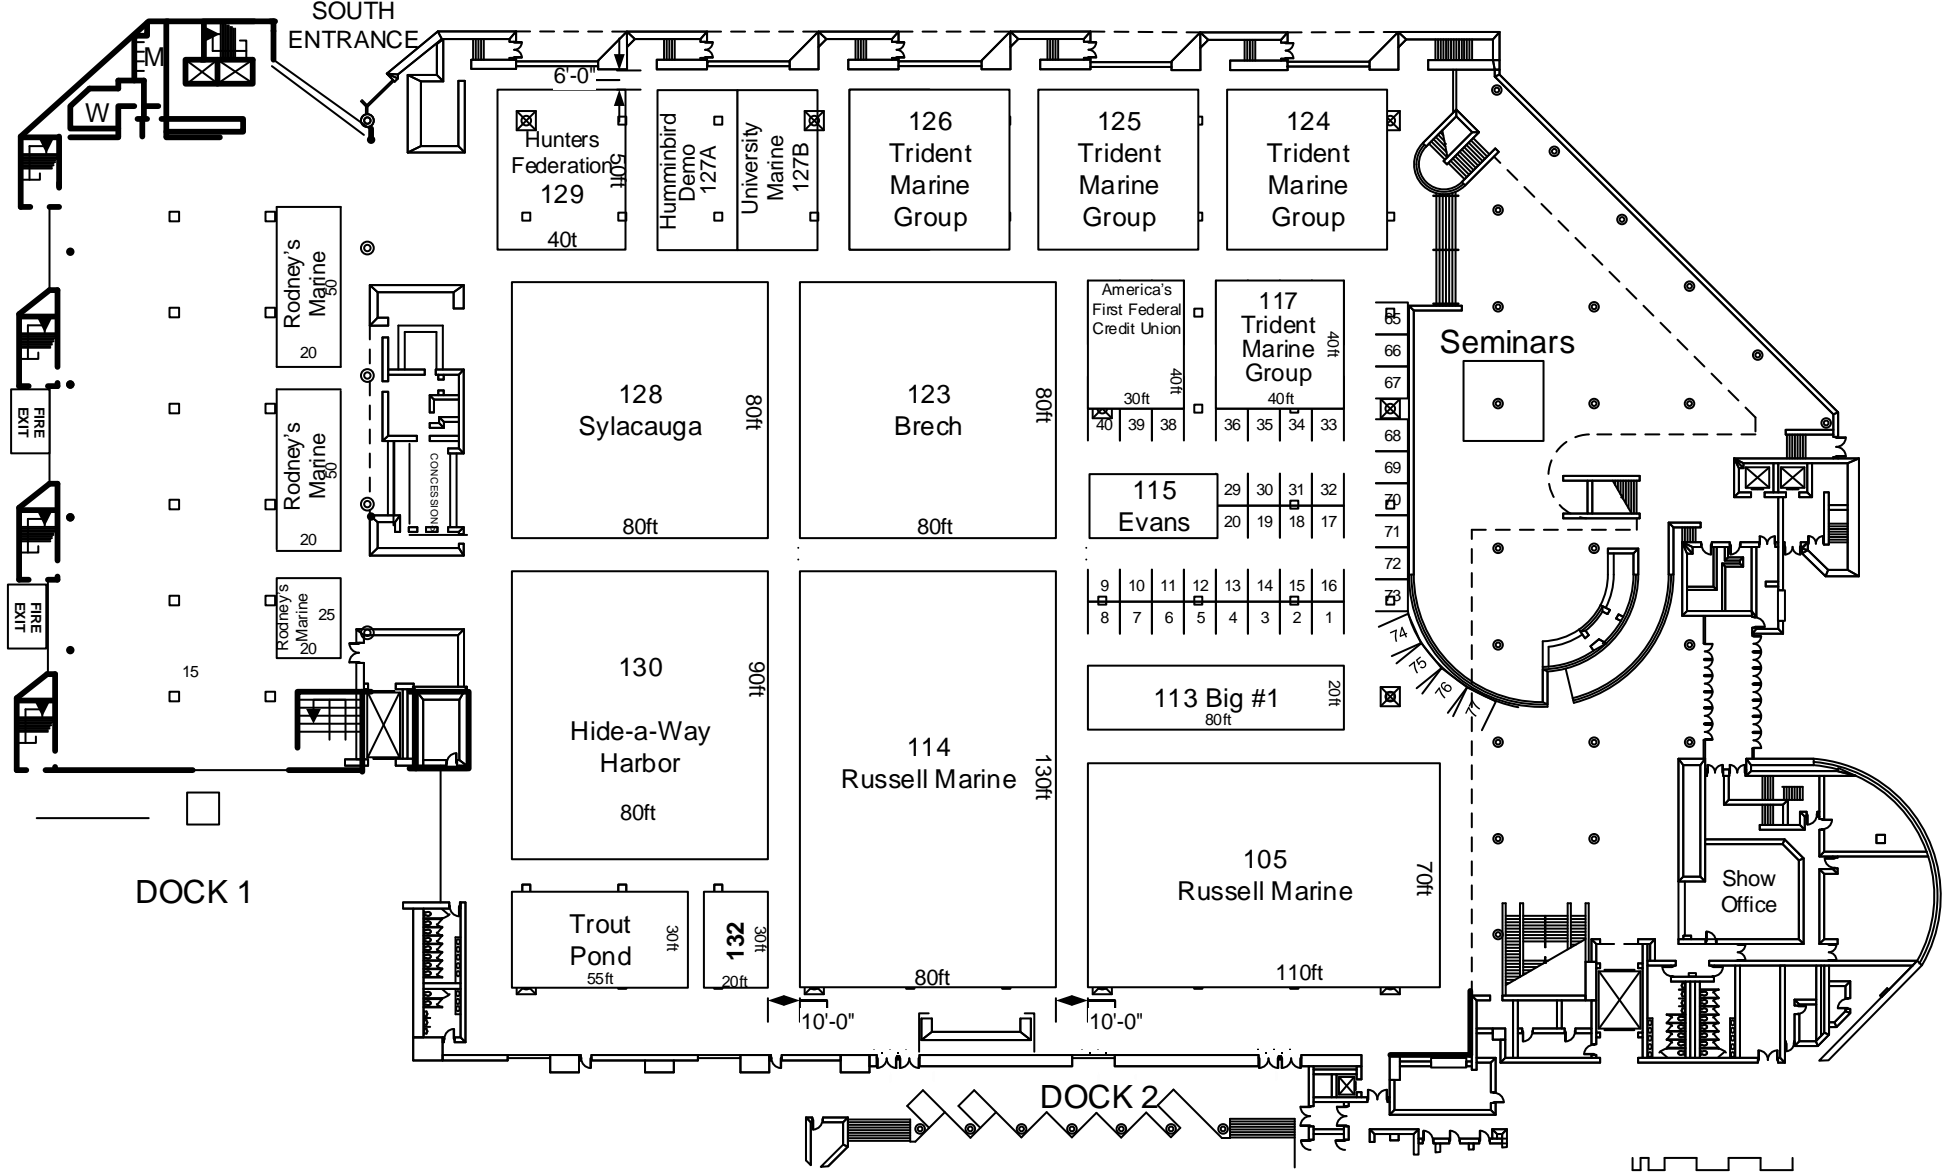 SOUTH
ENTRANCE
M
W
6'-0"
Hunters
Federation
129
50ft
40ft
Humminbird
Demo
127A
University
Marine
127B
126
Trident
Marine
Group
125
Trident
Marine
Group
124
Trident
Marine
Group
Rodney's
Marine
50
20
Rodney's
Marine
50
20
Rodney's
Marine
25
20
15
FIRE
EXIT
FIRE
EXIT
CONCESSIONS
128
Sylacauga
80ft
80ft
123
Brech
80ft
80ft
America's
First Federal
Credit Union
40ft
30ft
117
Trident
Marine
Group
40ft
40ft
40
39
38
36
35
34
33
115
Evans
29
30
31
32
20
19
18
17
9
10
11
12
13
14
15
16
8
7
6
5
4
3
2
1
65
66
67
68
69
70
71
72
73
74
75
76
77
Seminars
130
Hide-a-Way
Harbor
90ft
80ft
114
Russell Marine
130ft
80ft
113 Big #1
80ft
20ft
105
Russell Marine
70ft
110ft
Trout
Pond
30ft
55ft
132
30ft
20ft
10'-0"
10'-0"
Show
Office
DOCK 1
DOCK 2